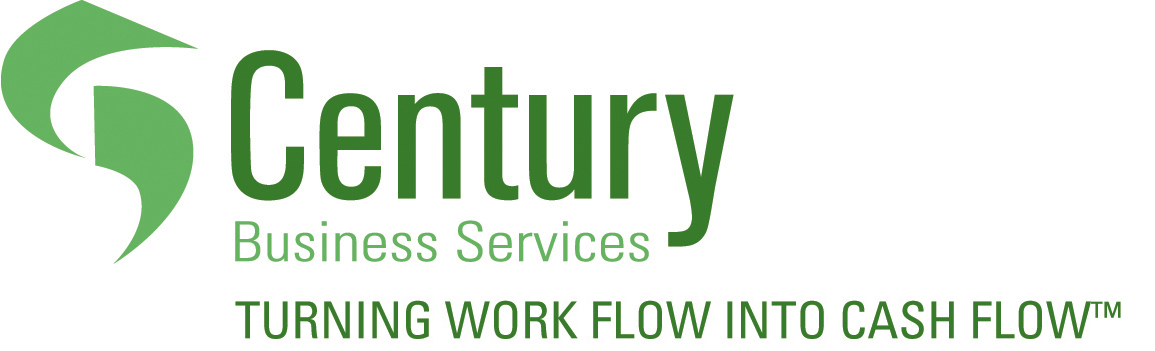 Century
Business Services
TURNING WORK FLOW INTO CASH FLOW™